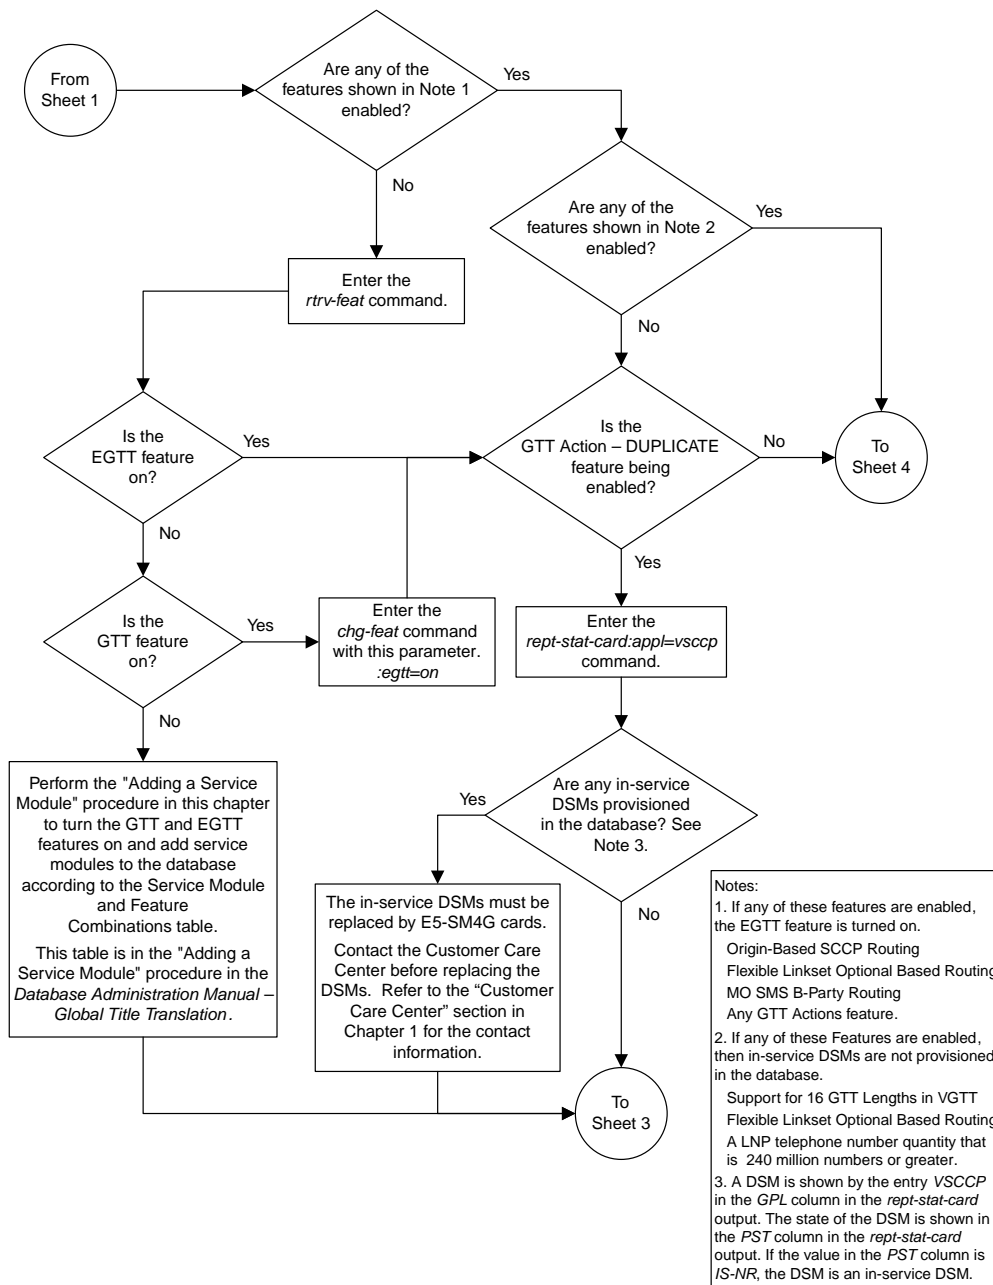 From
Sheet 1
Are any of the
features shown in Note 1
enabled?
Yes
No
Are any of the
features shown in Note 2
enabled?
Yes
No
Enter the
rtrv-feat command.
Is the
EGTT feature
on?
Yes
No
Is the
GTT Action – DUPLICATE
feature being
enabled?
No
Yes
To
Sheet 4
Is the
GTT feature
on?
Yes
No
Enter the
chg-feat command
with this parameter.
:egtt=on
Enter the
rept-stat-card:appl=vsccp
command.
Perform the "Adding a Service
Module" procedure in this chapter
to turn the GTT and EGTT
features on and add service
modules to the database
according to the Service Module
and Feature
Combinations table.
This table is in the "Adding a
Service Module" procedure in the
Database Administration Manual –
Global Title Translation.
Are any in-service
DSMs provisioned
in the database? See
Note 3.
Yes
No
The in-service DSMs must be
replaced by E5-SM4G cards.
Contact the Customer Care
Center before replacing the
DSMs. Refer to the “Customer
Care Center” section in
Chapter 1 for the contact
information.
To
Sheet 3
Notes:
1. If any of these features are enabled,
the EGTT feature is turned on.
Origin-Based SCCP Routing
Flexible Linkset Optional Based Routing
MO SMS B-Party Routing
Any GTT Actions feature.
2. If any of these Features are enabled,
then in-service DSMs are not provisioned
in the database.
Support for 16 GTT Lengths in VGTT
Flexible Linkset Optional Based Routing
A LNP telephone number quantity that
is 240 million numbers or greater.
3. A DSM is shown by the entry VSCCP
in the GPL column in the rept-stat-card
output. The state of the DSM is shown in
the PST column in the rept-stat-card
output. If the value in the PST column is
IS-NR, the DSM is an in-service DSM.